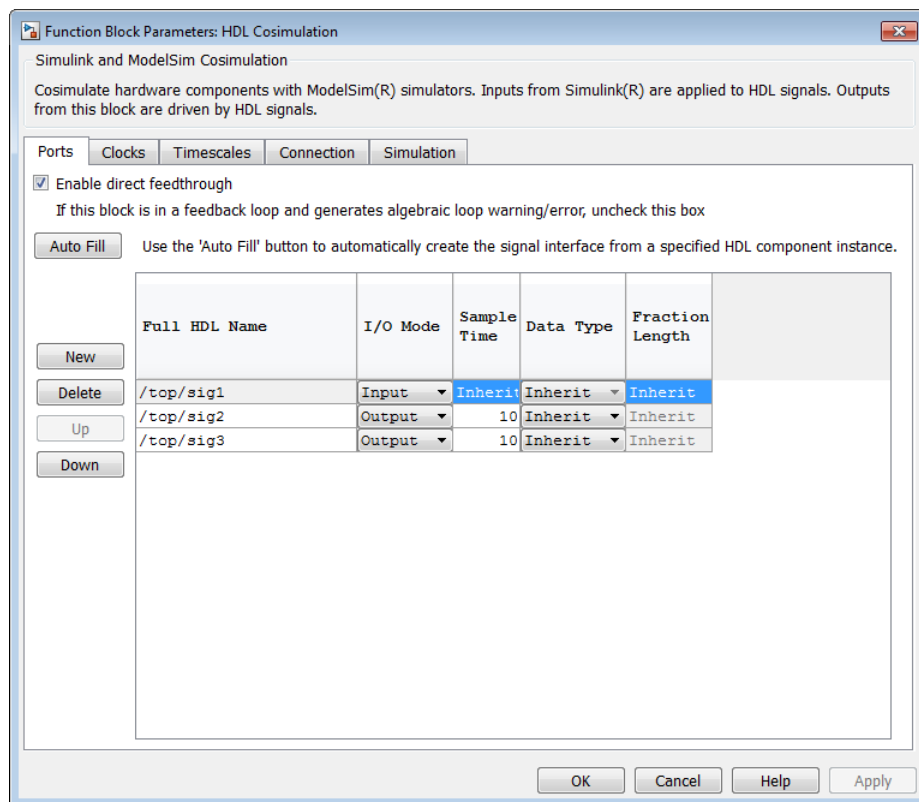 Function Block Parameters: HDL Cosimulation
Simulink and ModelSim Cosimulation
Cosimulate hardware components with ModelSim(R) simulators. Inputs from Simulink(R) are applied to HDL signals. Outputs
from this block are driven by HDL signals.
Ports Clocks Timescales Connection Simulation
Enable direct feedthrough
If this block is in a feedback loop and generates algebraic loop warning/error, uncheck this box
Auto Fill Use the 'Auto Fill' button to automatically create the signal interface from a specified HDL component instance.
Full HDL Name I/O Mode Sample Time Data Type Fraction Length
New
Delete /top/sig1 Input Inherit Inherit Inherit
/top/sig2 Output 10 Inherit Inherit
Up /top/sig3 Output 10 Inherit Inherit
Down
OK Cancel Help Apply